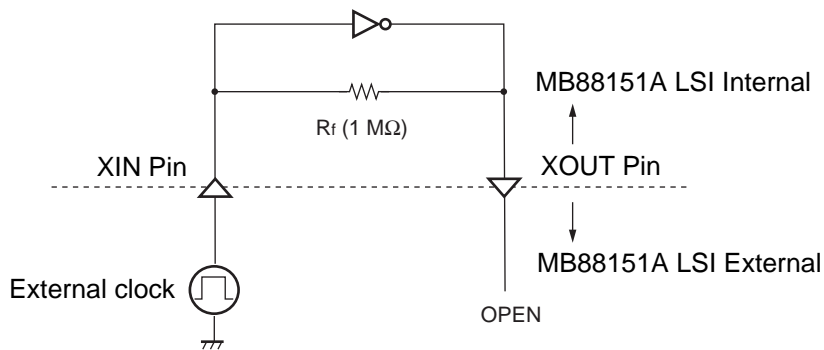 MB88151A LSI Internal
Rf (1 MΩ)
XIN Pin
XOUT Pin
MB88151A LSI External
External clock
OPEN